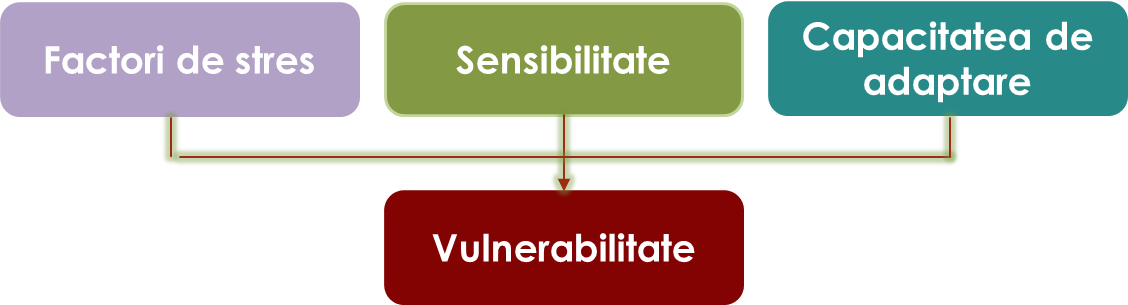 Factori de stres
Sensibilitate
Capacitatea de
adaptare
Vulnerabilitate